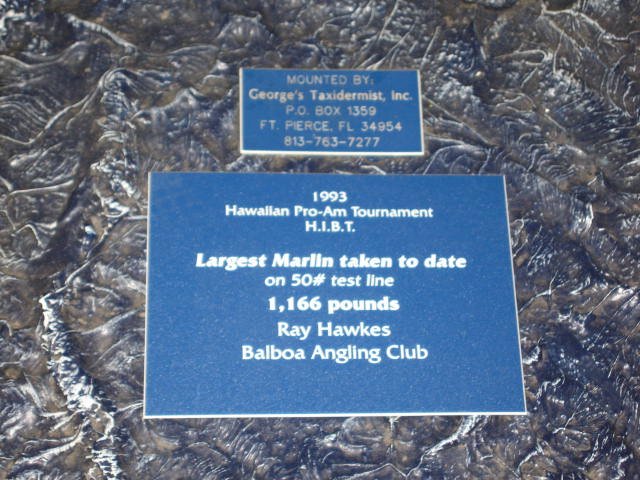 MOUNTED BY:
George's Taxidermist, Inc.
P.O. BOX 1359
FT. PIERCE, FL 34954
813-763-7277
1993
Hawaiian Pro-Am Tournament
H.I.B.T.
Largest Marlin taken to date
on 50# test line
1,166 pounds
Ray Hawkes
Balboa Angling Club